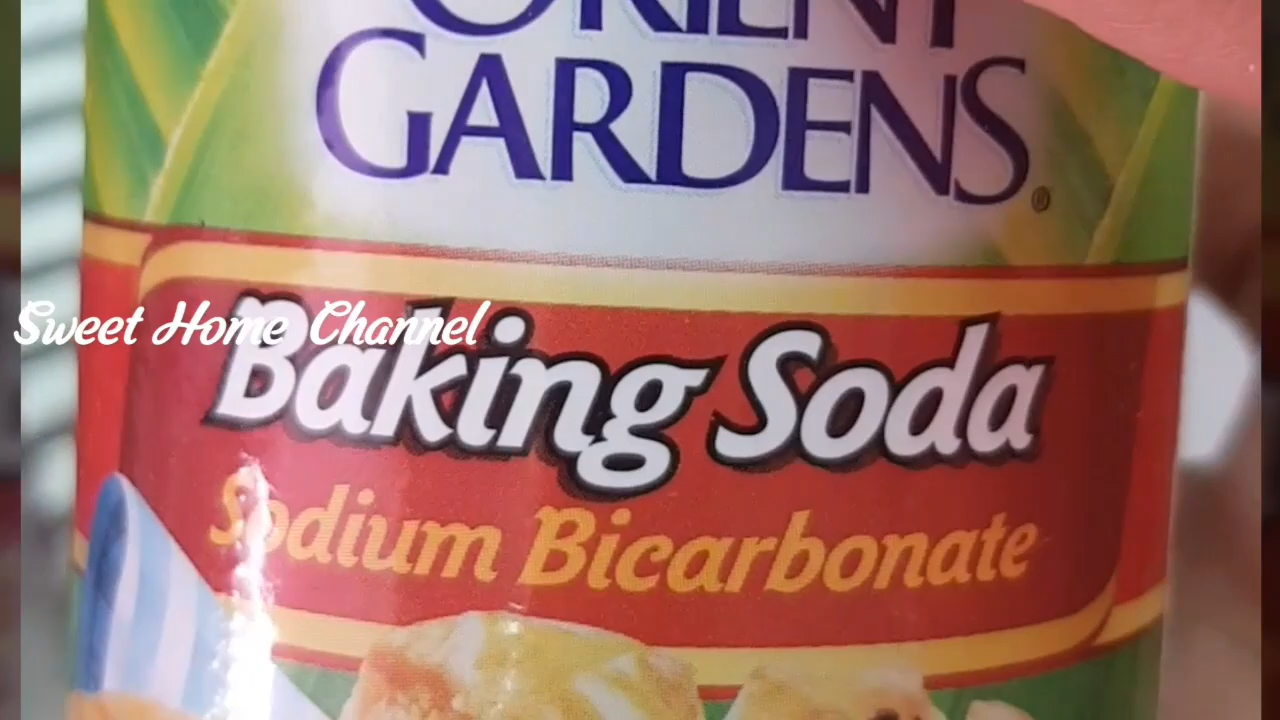 ORIENT
GARDENS®
Sweet Home Channel
Baking Soda
Sodium Bicarbonate